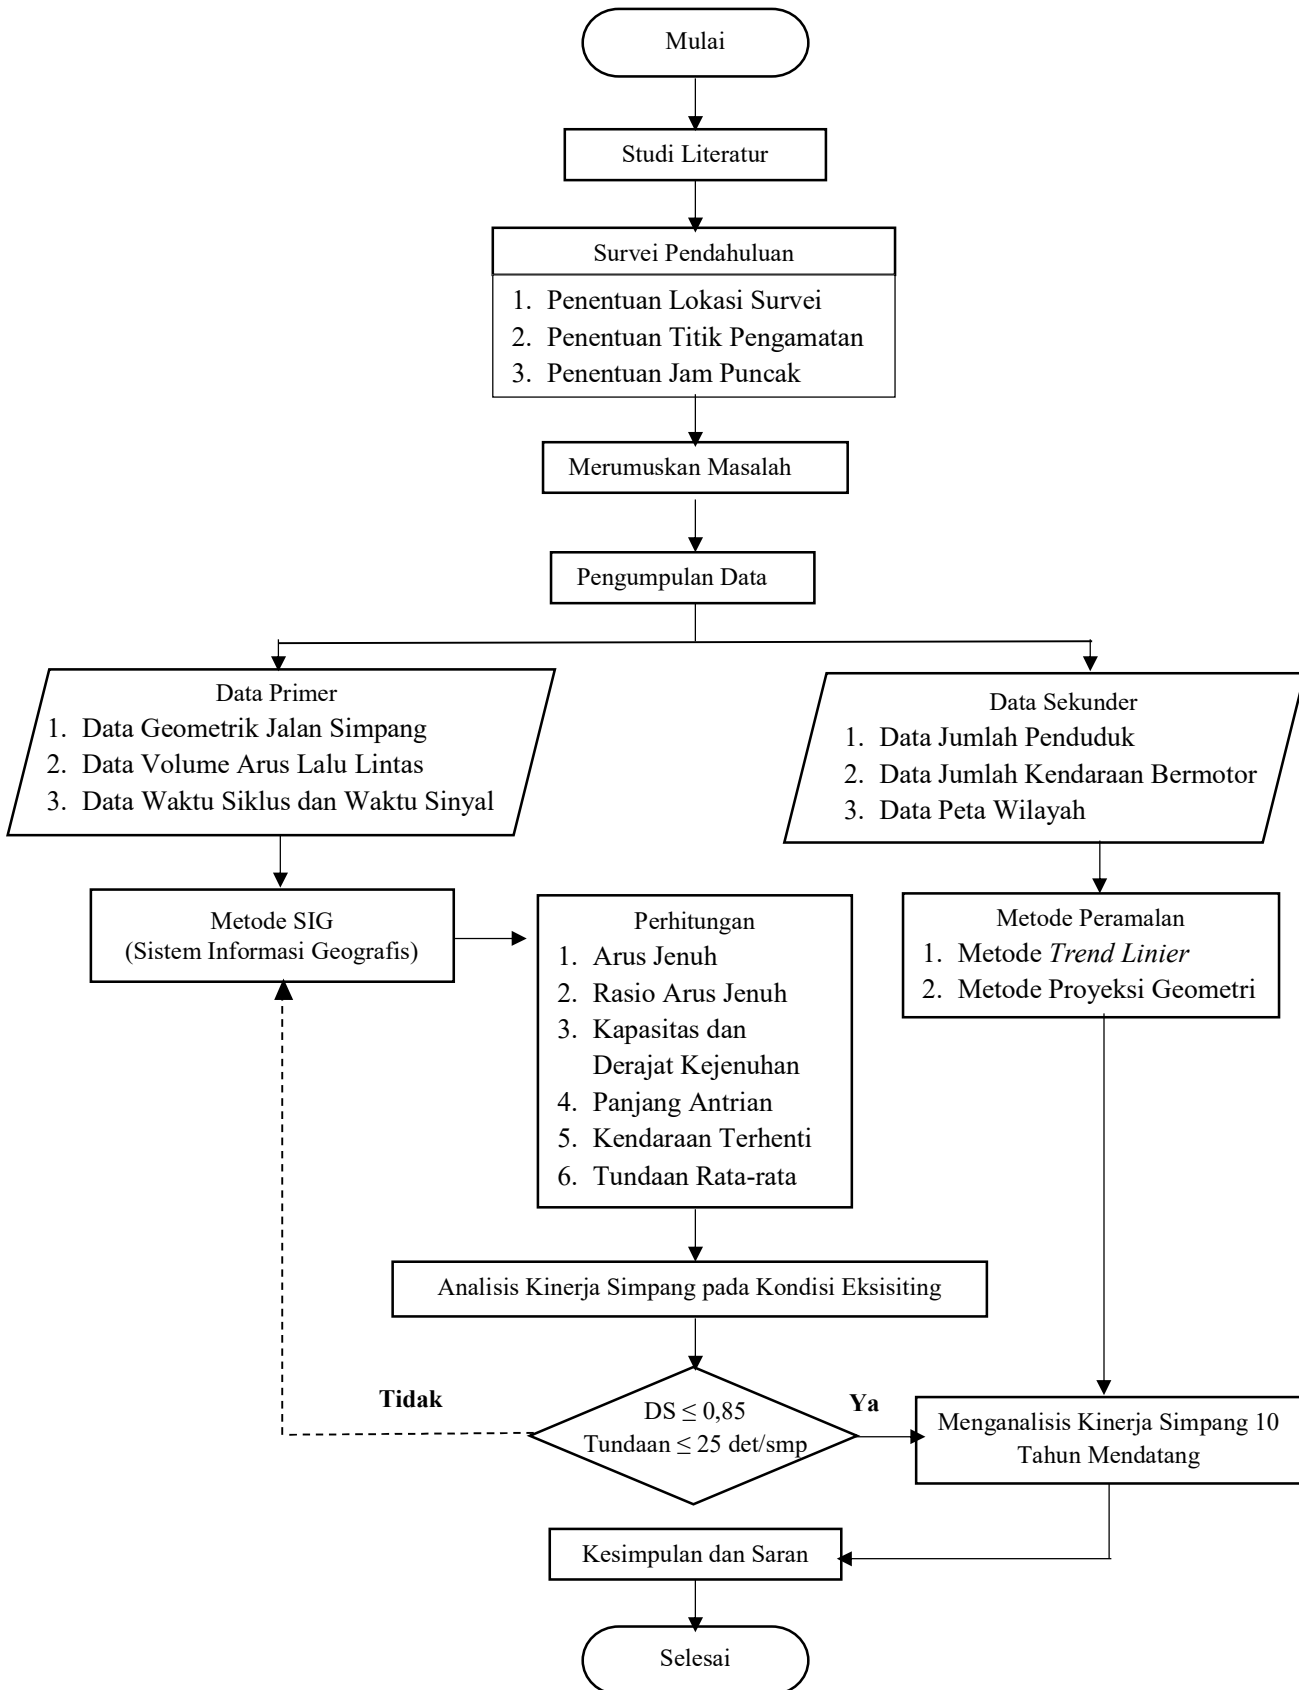 Mulai
Studi Literatur
Survei Pendahuluan
1. Penentuan Lokasi Survei
2. Penentuan Titik Pengamatan
3. Penentuan Jam Puncak
Merumuskan Masalah
Pengumpulan Data
Data Primer
1. Data Geometrik Jalan Simpang
2. Data Volume Arus Lalu Lintas
3. Data Waktu Siklus dan Waktu Sinyal
Data Sekunder
1. Data Jumlah Penduduk
2. Data Jumlah Kendaraan Bermotor
3. Data Peta Wilayah
Metode SIG
(Sistem Informasi Geografis)
Perhitungan
1. Arus Jenuh
2. Rasio Arus Jenuh
3. Kapasitas dan
Derajat Kejenuhan
4. Panjang Antrian
5. Kendaraan Terhenti
6. Tundaan Rata-rata
Metode Peramalan
1. Metode Trend Linier
2. Metode Proyeksi Geometri
Analisis Kinerja Simpang pada Kondisi Eksisiting
Tidak
DS ≤ 0,85
Tundaan ≤ 25 det/smp
Ya
Menganalisis Kinerja Simpang 10
Tahun Mendatang
Kesimpulan dan Saran
Selesai